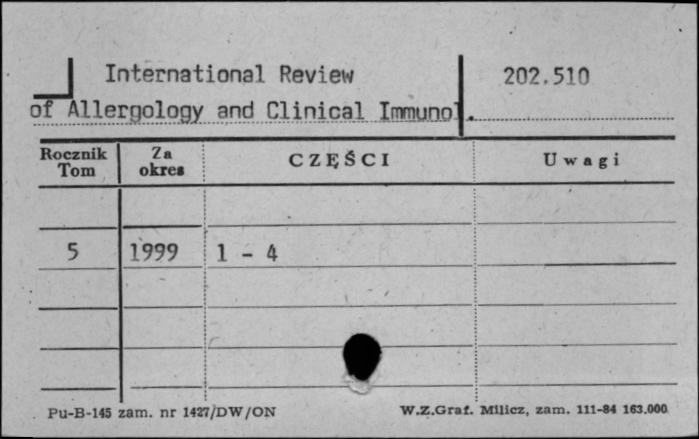 International Review 202.510
of Allergology and Clinical Immunol.
Rocznik Tom Za okres CZĘŚCI Uwagi
5 1999 1 - 4
Pu-B-145 zam. nr 1427/DW/ON W.Z.Graf. Milicz, zam. 111-84 163.000